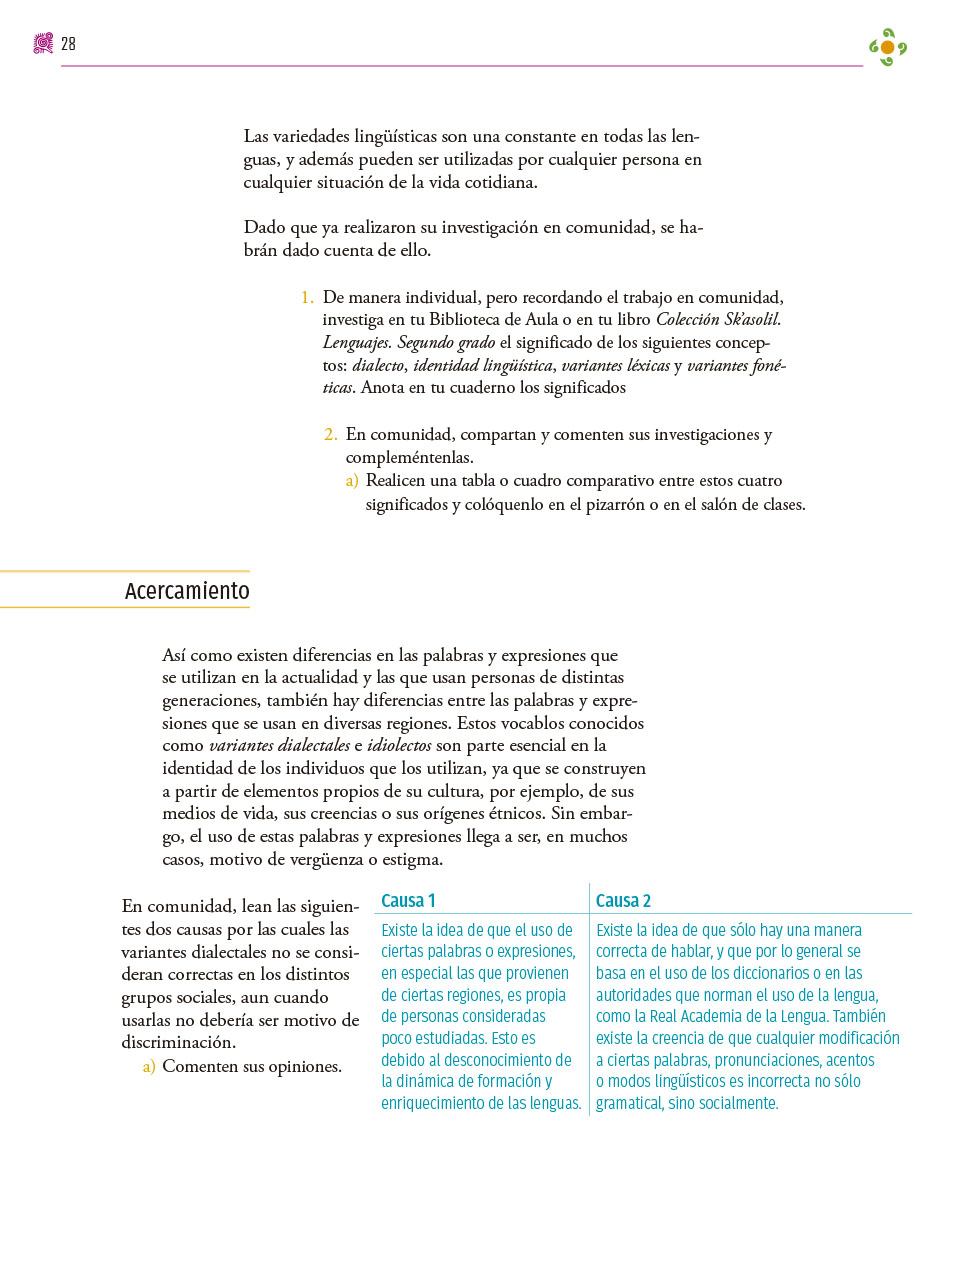 28
Las variedades lingüísticas son una constante en todas las len-
guas, y además pueden ser utilizadas por cualquier persona en
cualquier situación de la vida cotidiana.
Dado que ya realizaron su investigación en comunidad, se ha-
brán dado cuenta de ello.
1. De manera individual, pero recordando el trabajo en comunidad,
investiga en tu Biblioteca de Aula o en tu libro Colección Sk’asolil.
Lenguajes. Segundo grado el significado de los siguientes concep-
tos: dialecto, identidad lingüística, variantes léxicas y variantes foné-
ticas. Anota en tu cuaderno los significados
2. En comunidad, compartan y comenten sus investigaciones y
compleméntenlas.
a) Realicen una tabla o cuadro comparativo entre estos cuatro
significados y colóquenlo en el pizarrón o en el salón de clases.
Acercamiento
Así como existen diferencias en las palabras y expresiones que
se utilizan en la actualidad y las que usan personas de distintas
generaciones, también hay diferencias entre las palabras y expre-
siones que se usan en diversas regiones. Estos vocablos conocidos
como variantes dialectales e idiolectos son parte esencial en la
identidad de los individuos que los utilizan, ya que se construyen
a partir de elementos propios de su cultura, por ejemplo, de sus
medios de vida, sus creencias o sus orígenes étnicos. Sin embar-
go, el uso de estas palabras y expresiones llega a ser, en muchos
casos, motivo de vergüenza o estigma.
En comunidad, lean las siguien-
tes dos causas por las cuales las
variantes dialectales no se consi-
deran correctas en los distintos
grupos sociales, aun cuando
usarlas no debería ser motivo de
discriminación.
a) Comenten sus opiniones.
Causa 1
Existe la idea de que el uso de
ciertas palabras o expresiones,
en especial las que provienen
de ciertas regiones, es propia
de personas consideradas
poco estudiadas. Esto es
debido al desconocimiento de
la dinámica de formación y
enriquecimiento de las lenguas.
Causa 2
Existe la idea de que sólo hay una manera
correcta de hablar, y que por lo general se
basa en el uso de los diccionarios o en las
autoridades que norman el uso de la lengua,
como la Real Academia de la Lengua. También
existe la creencia de que cualquier modificación
a ciertas palabras, pronunciaciones, acentos
o modos lingüísticos es incorrecta no sólo
gramatical, sino socialmente.